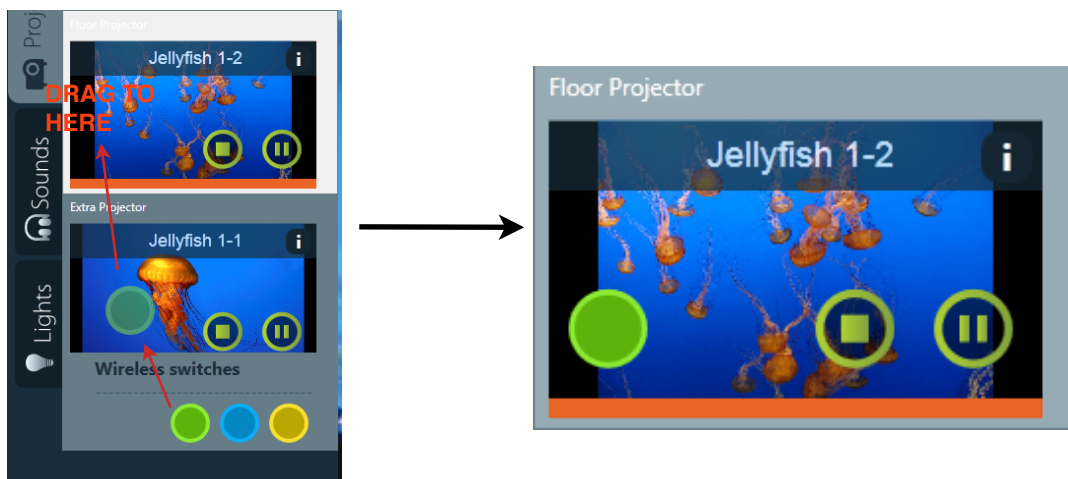 Proj
Floor Projector
Jellyfish 1-2
i
DRAG TO
HERE
Sounds
Extra Projector
Jellyfish 1-1
i
Lights
Wireless switches
Floor Projector
Jellyfish 1-2
i